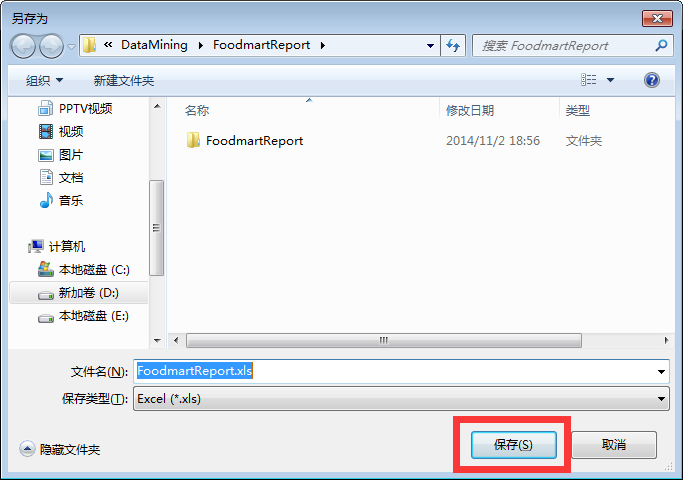 另存为
« DataMining FoodmartReport
搜索 FoodmartReport
组织 新建文件夹
PPTV视频
视频
图片
文档
音乐
计算机
本地磁盘 (C:)
新加卷 (D:)
本地磁盘 (E:)
名称 修改日期 类型
FoodmartReport 2014/11/2 18:56 文件夹
文件名(N): FoodmartReport.xls
保存类型(T): Excel (*.xls)
隐藏文件夹 保存(S) 取消